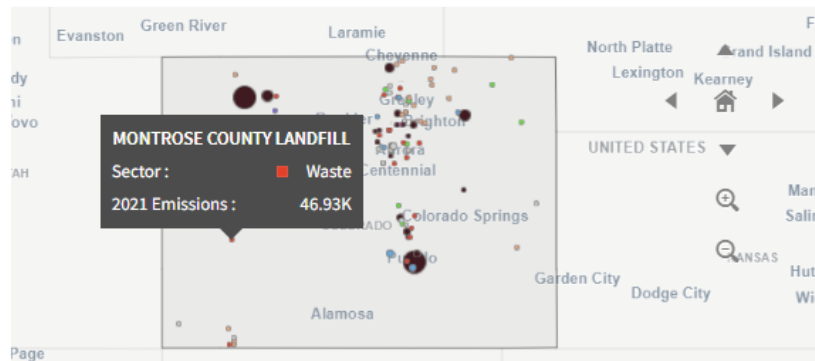 Green River
Evanston
Laramie
North Platte
Grand Island
Cheyenne
Lexington
Kearney
Greeley
Brighton
MONTROSE COUNTY LANDFILL
UNITED STATES
Aurora
Sector : Waste
Centennial
2021 Emissions : 46.93K
Colorado Springs
Pueblo
KANSAS
Garden City
Dodge City
Alamosa
Page